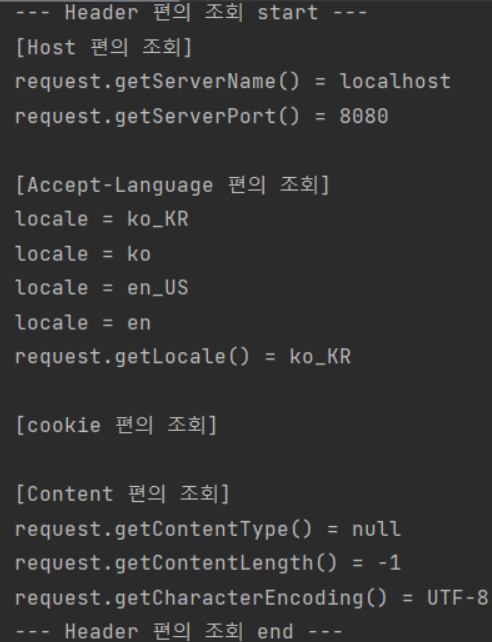 --- Header 편의 조회 start ---
[Host 편의 조회]
request.getServerName() = localhost
request.getServerPort() = 8080
[Accept-Language 편의 조회]
locale = ko_KR
locale = ko
locale = en_US
locale = en
request.getLocale() = ko_KR
[cookie 편의 조회]
[Content 편의 조회]
request.getContentType() = null
request.getContentLength() = -1
request.getCharacterEncoding() = UTF-8
--- Header 편의 조회 end ---